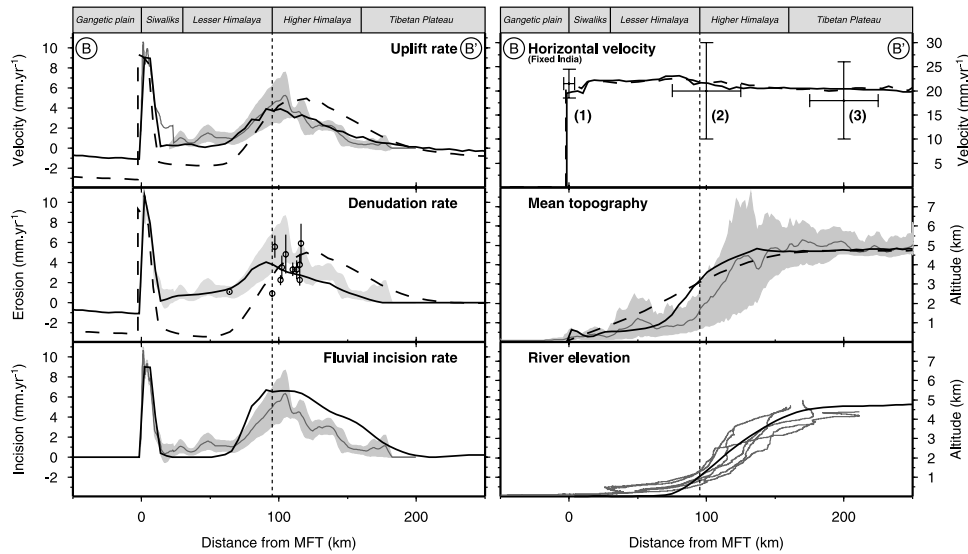 Gangetic plain Siwaliks Lesser Himalaya Higher Himalaya Tibetan Plateau
B Uplift rate B'
Velocity (mm.yr-1)
10
8
6
4
2
0
-2
Denudation rate
Erosion (mm.yr-1)
10
8
6
4
2
0
-2
Fluvial incision rate
Incision (mm.yr-1)
10
8
6
4
2
0
-2
0 100 200
Distance from MFT (km)
Gangetic plain Siwaliks Lesser Himalaya Higher Himalaya Tibetan Plateau
B Horizontal velocity B'
(Fixed India)
(1) (2) (3)
30
25
20
15
10
5
Velocity (mm.yr-1)
Mean topography
7
6
5
4
3
2
1
Altitude (km)
River elevation
7
6
5
4
3
2
1
Altitude (km)
0 100 200
Distance from MFT (km)